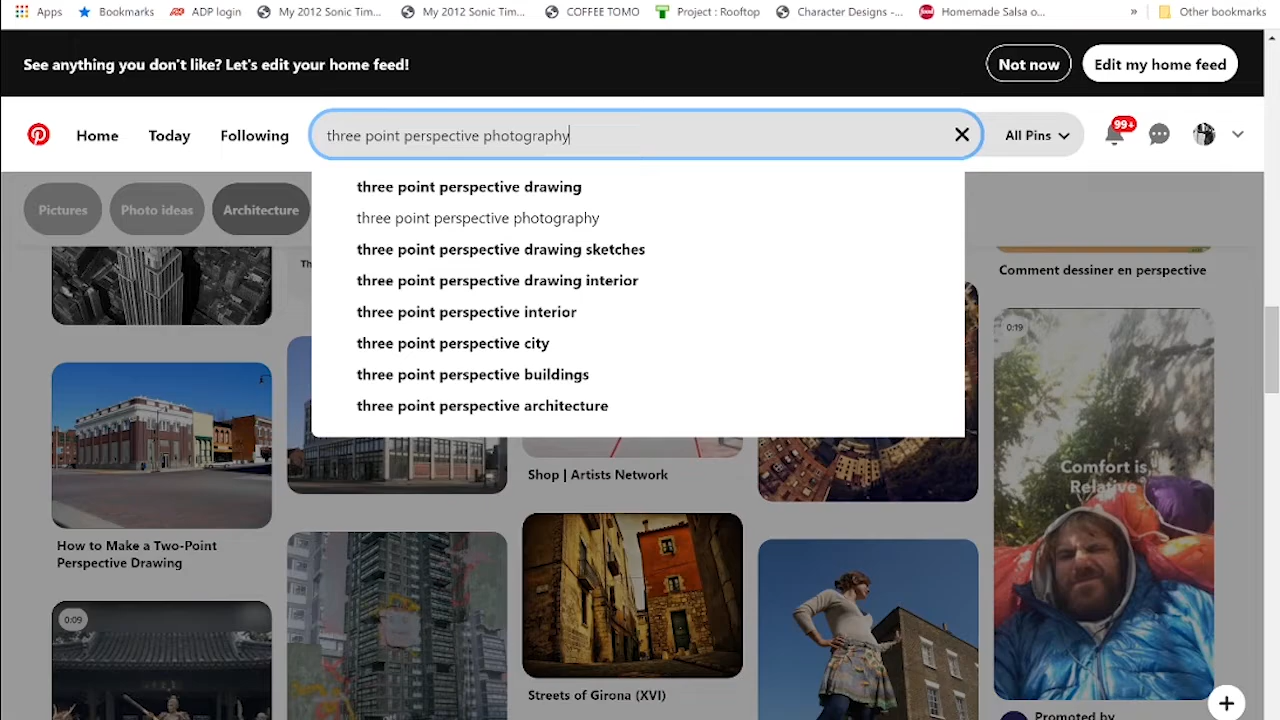 Apps
Bookmarks
ADP login
My 2012 Sonic Tim...
My 2012 Sonic Tim...
COFFEE TOMO
Project : Rooftop
Character Designs -...
food
Homemade Salsa o...
»
Other bookmarks
See anything you don't like? Let's edit your home feed!
Not now
Edit my home feed
Home
Today
Following
three point perspective photography
All Pins
99+
Pictures
Photo ideas
Architecture
three point perspective drawing
three point perspective photography
three point perspective drawing sketches
three point perspective drawing interior
three point perspective interior
three point perspective city
three point perspective buildings
three point perspective architecture
Th
Comment dessiner en perspective
0:19
Comfort is
Relative
Shop | Artists Network
How to Make a Two-Point
Perspective Drawing
0:09
Streets of Girona (XVI)
Promoted by